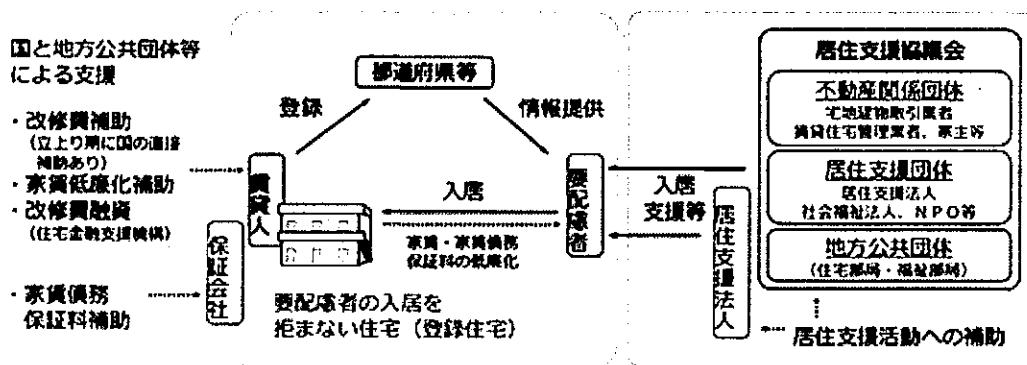 国と地方公共団体等
による支援
・改修費補助
(立上り期に国の直接
補助あり)
・家賃低廉化補助
・改修費融資
(住宅金融支援機構)
・家賃債務
保証料補助
都道府県等
登録
情報提供
賃貸人
保証会社
入居
家賃・家賃債務
保証料の低廉化
要配慮者の入居を
拒まない住宅（登録住宅）
要配慮者
入居
支援等
居住支援法人
居住支援協議会
不動産関係団体
宅地建物取引業者
賃貸住宅管理業者、家主等
居住支援団体
居住支援法人
社会福祉法人、NPO等
地方公共団体
(住宅部局・福祉部局)
居住支援活動への補助